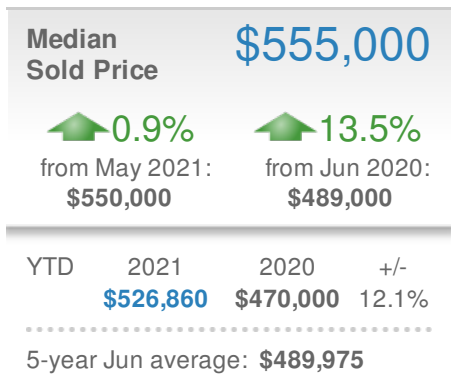 Median
Sold Price
$555,000
0.9%
from May 2021:
$550,000
13.5%
from Jun 2020:
$489,000
YTD 2021 2020 +/-
$526,860 $470,000 12.1%
5-year Jun average: $489,975